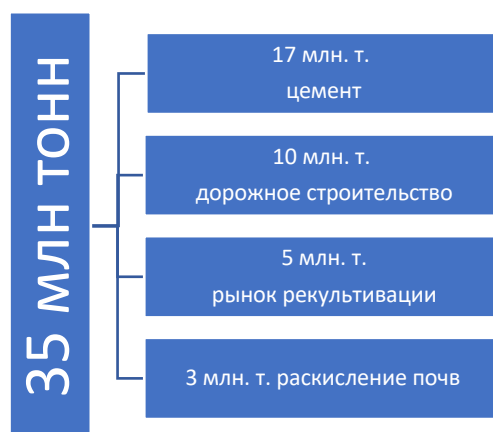 35 МЛН ТОНН
17 млн. т.
цемент
10 млн. т.
дорожное строительство
5 млн. т.
рынок рекультивации
3 млн. т. раскисление почв